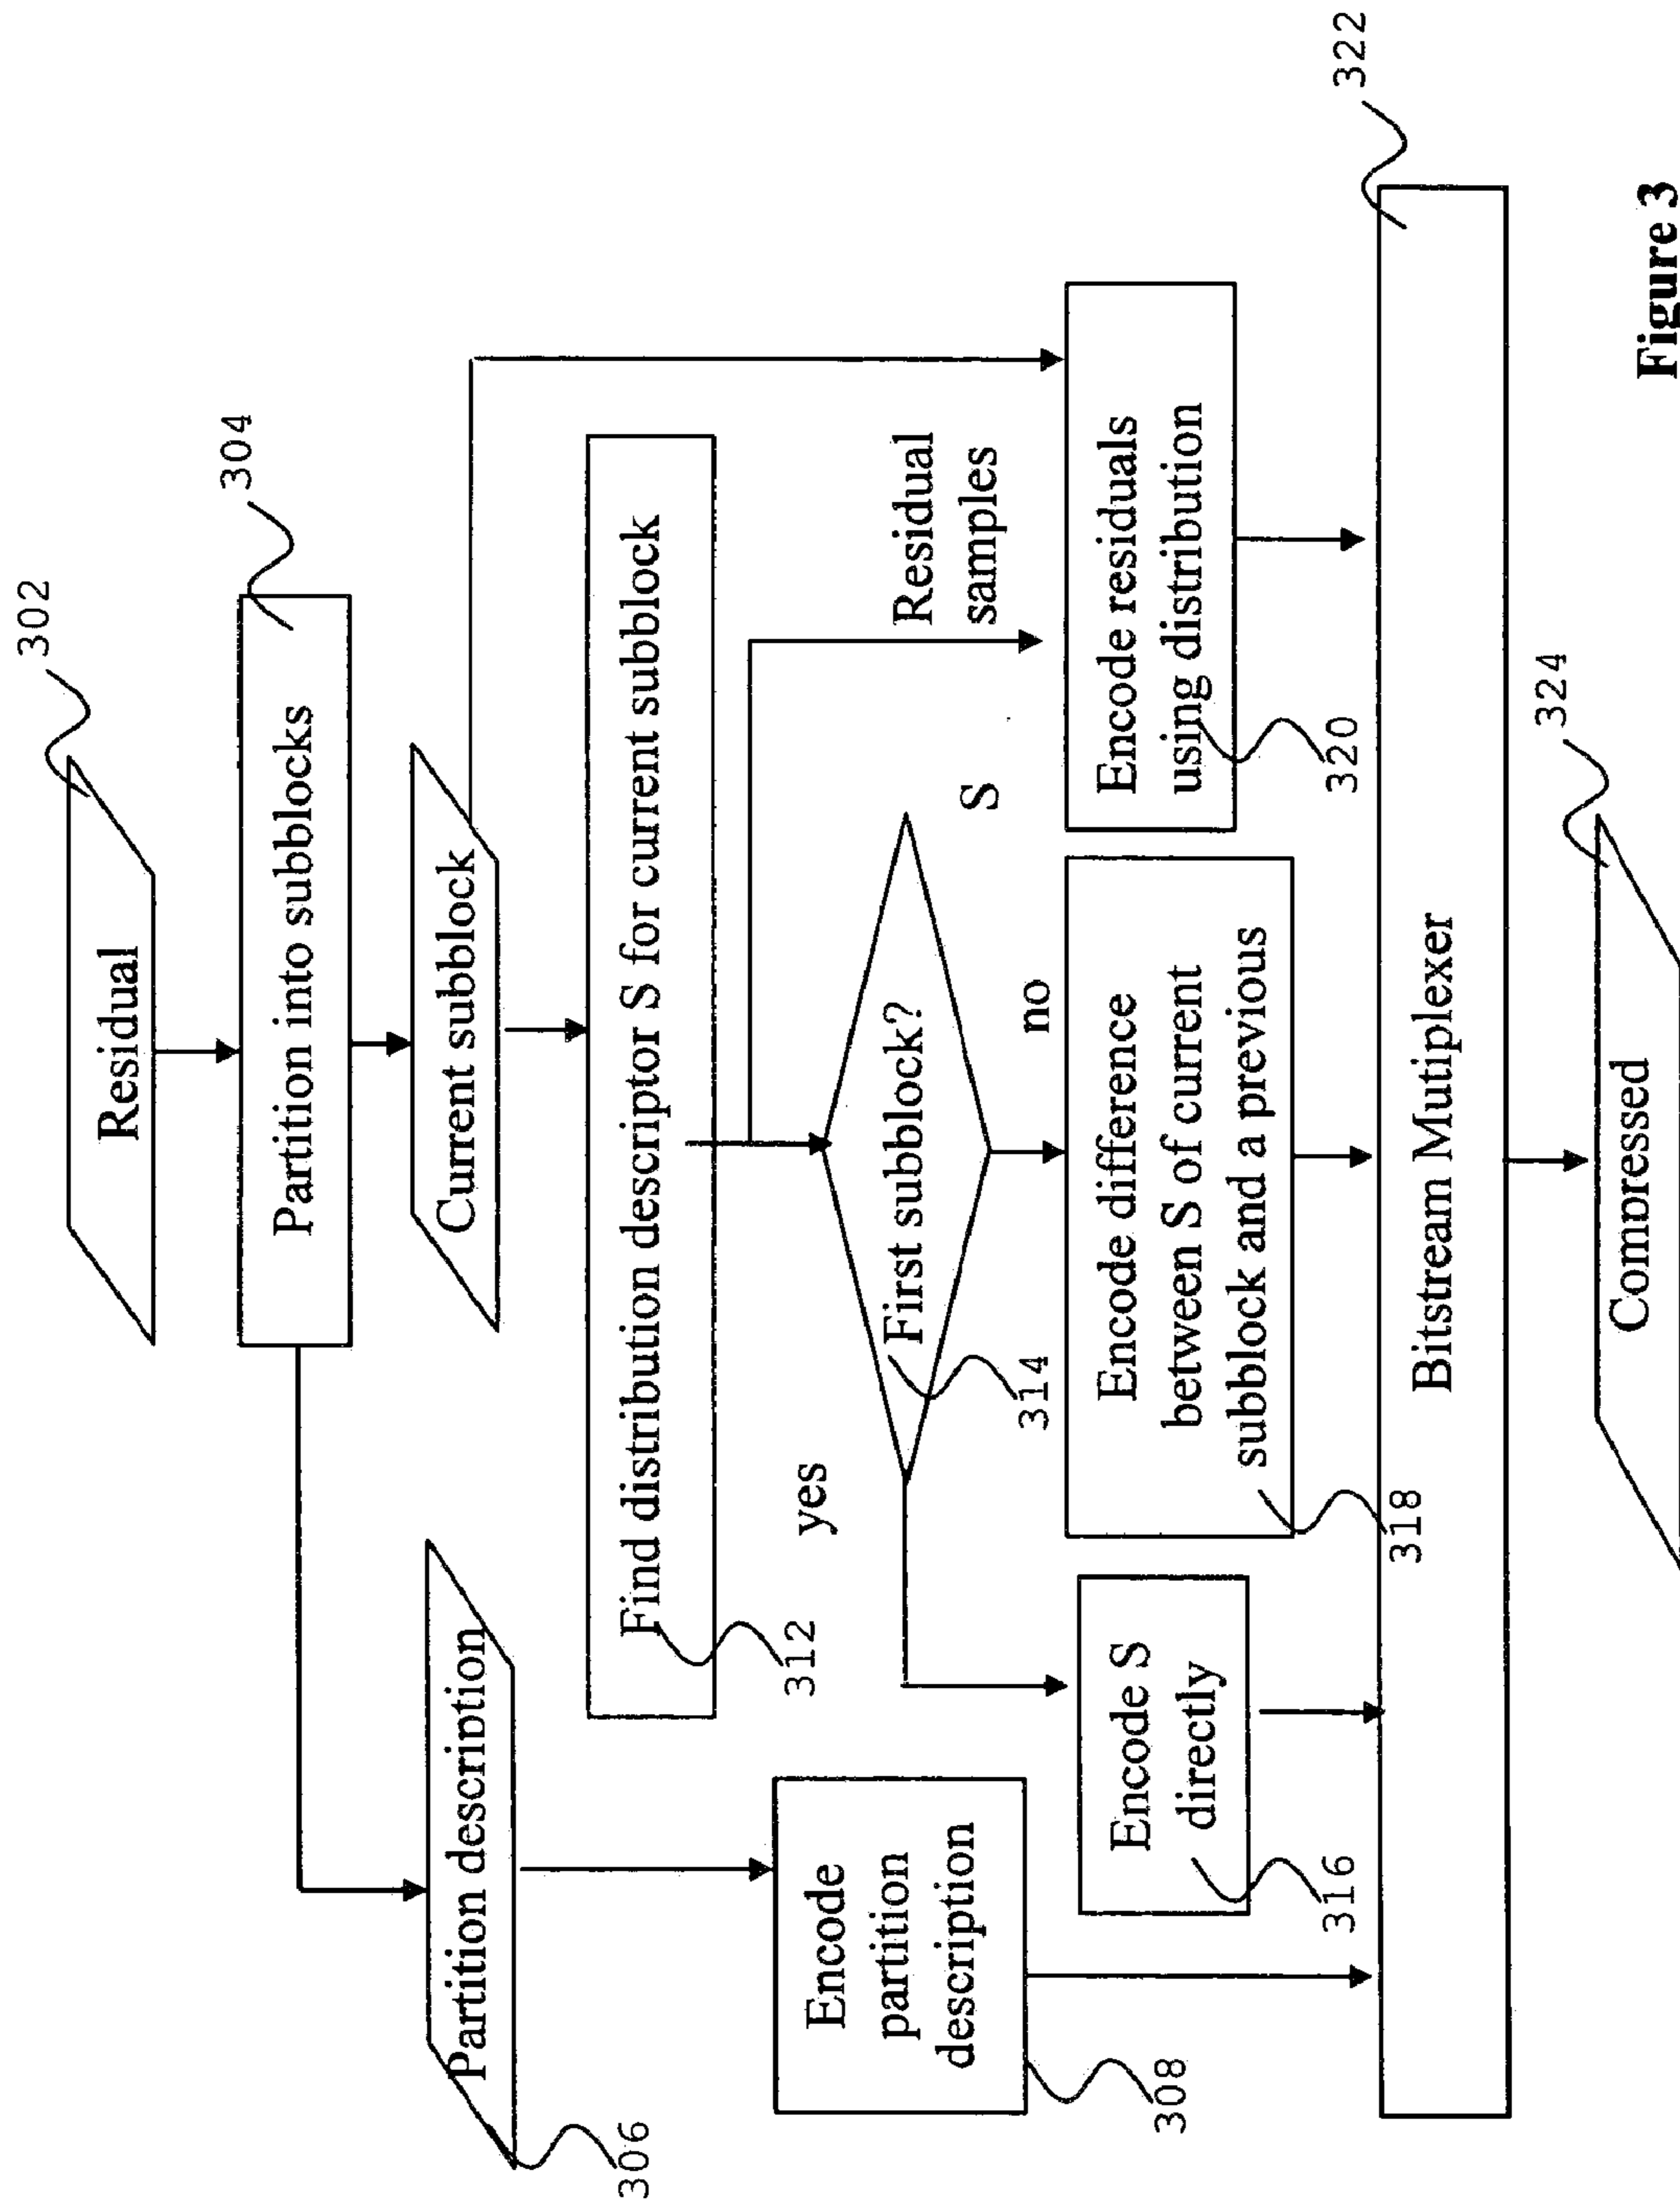 302
Residual
304
Partition into subblocks
306
Partition description
Current subblock
312
Find distribution descriptor S for current subblock
308
Encode
partition
description
yes
314
First subblock?
no
S
Residual
samples
316
Encode S
directly
318
Encode difference
between S of current
subblock and a previous
320
Encode residuals
using distribution
322
Bitstream Mutiplexer
324
Compressed
Figure 3